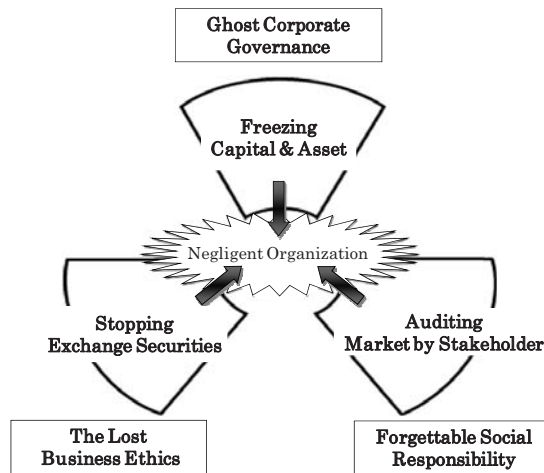 Ghost Corporate
Governance
Freezing
Capital & Asset
Negligent Organization
Stopping
Exchange Securities
Auditing
Market by Stakeholder
The Lost
Business Ethics
Forgettable Social
Responsibility